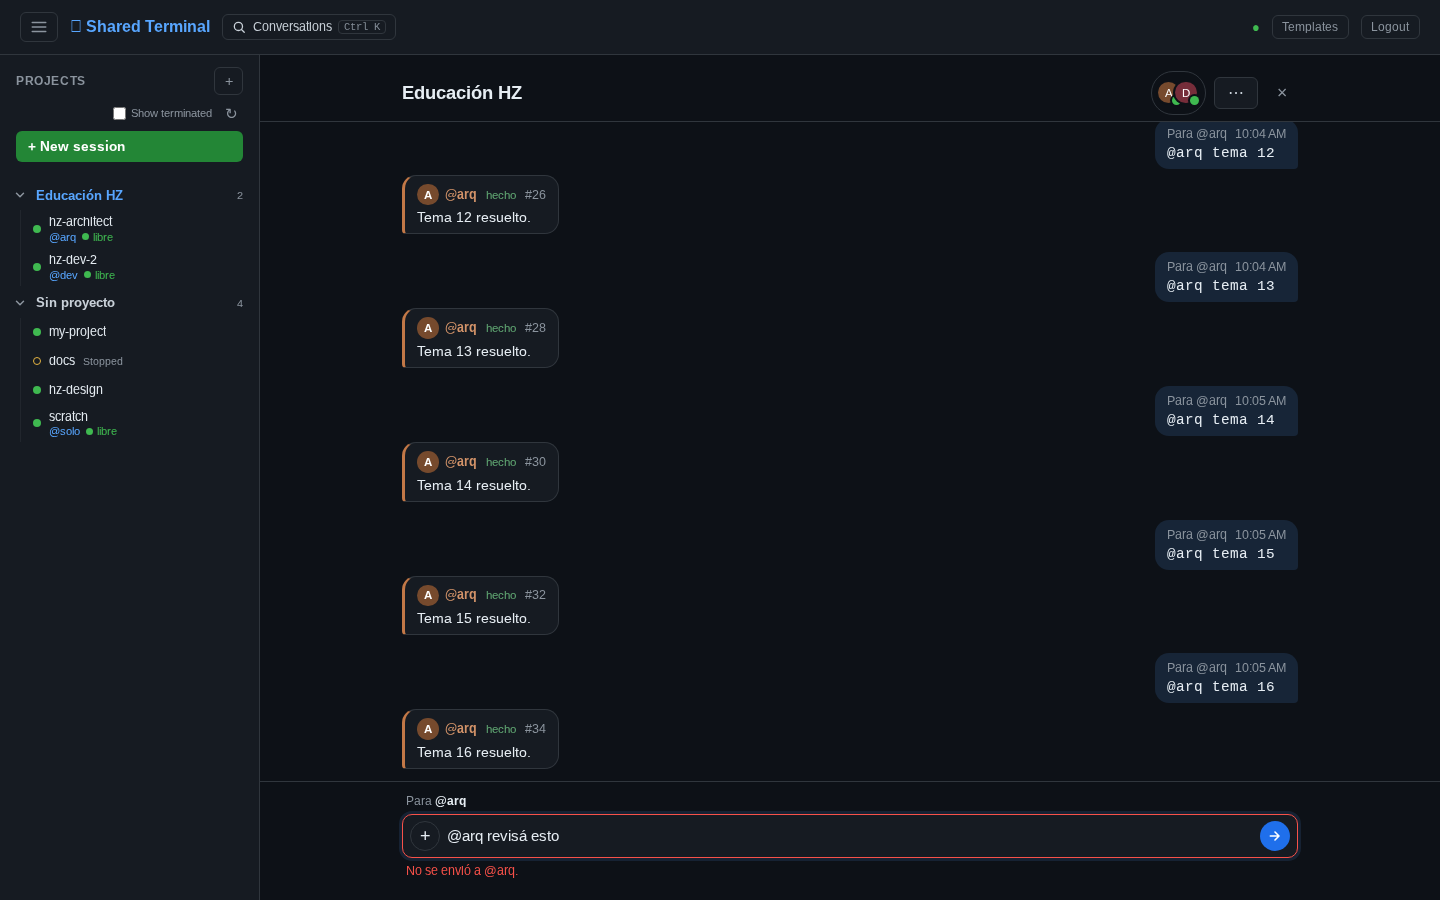 Shared Terminal
Conversations Ctrl K
Templates
Logout
PROJECTS
+
Show terminated
+ New session
Educación HZ 2
hz-architect
@arq libre
hz-dev-2
@dev libre
Sin proyecto 4
my-project
docs Stopped
hz-design
scratch
@solo libre
Educación HZ
A D
Para @arq 10:04 AM
@arq tema 12
A @arq hecho #26
Tema 12 resuelto.
Para @arq 10:04 AM
@arq tema 13
A @arq hecho #28
Tema 13 resuelto.
Para @arq 10:05 AM
@arq tema 14
A @arq hecho #30
Tema 14 resuelto.
Para @arq 10:05 AM
@arq tema 15
A @arq hecho #32
Tema 15 resuelto.
Para @arq 10:05 AM
@arq tema 16
A @arq hecho #34
Tema 16 resuelto.
Para @arq
+ @arq revisá esto
No se envió a @arq.